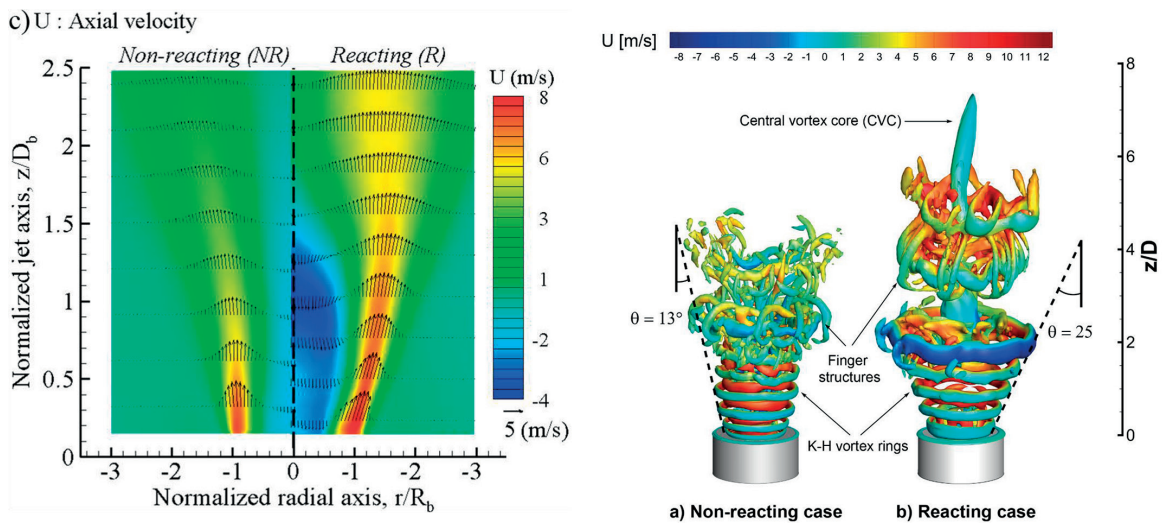 c) U : Axial velocity
Non-reacting (NR)
Reacting (R)
2.5
2
1.5
1
0.5
0
Normalized jet axis, z/D_b
-3
-2
-1
0
-1
-2
-3
Normalized radial axis, r/R_b
U (m/s)
8
6
3
1
-2
-4
5 (m/s)
U [m/s]
-8 -7 -6 -5 -4 -3 -2 -1 0 1 2 3 4 5 6 7 8 9 10 11 12
Central vortex core (CVC)
θ = 13°
Finger
structures
K-H vortex rings
θ = 25
8
6
4
2
0
z/D
a) Non-reacting case
b) Reacting case